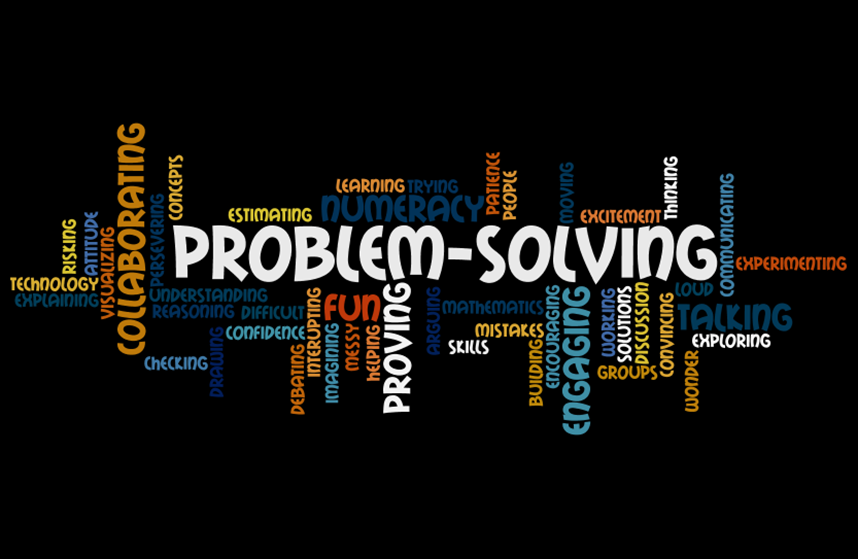 COLLABORATING
CONCEPTS
PATIENCE
PEOPLE
MOVING
THINKING
COMMUNICATING
LEARNING
TRYING
PERSEVERING
ESTIMATING
NUMERACY
EXCITEMENT
RISKING
ATTITUDE
VISUALIZING
PROBLEM-SOLVING
EXPERIMENTING
TECHNOLOGY
EXPLAINING
UNDERSTANDING
REASONING
DIFFICULT
CONFIDENCE
INTERUPTING
FUN
PROVING
ARGUING
MATHEMATICS
ENCOURAGING
ENGAGING
WORKING
SOLUTIONS
DISCUSSION
CONVINCING
LOUD
TALKING
EXPLORING
CHECKING
DRAWING
DEBATING
IMAGINING
MESSY
HELPING
MISTAKES
SKILLS
BUILDING
GROUPS
WONDER